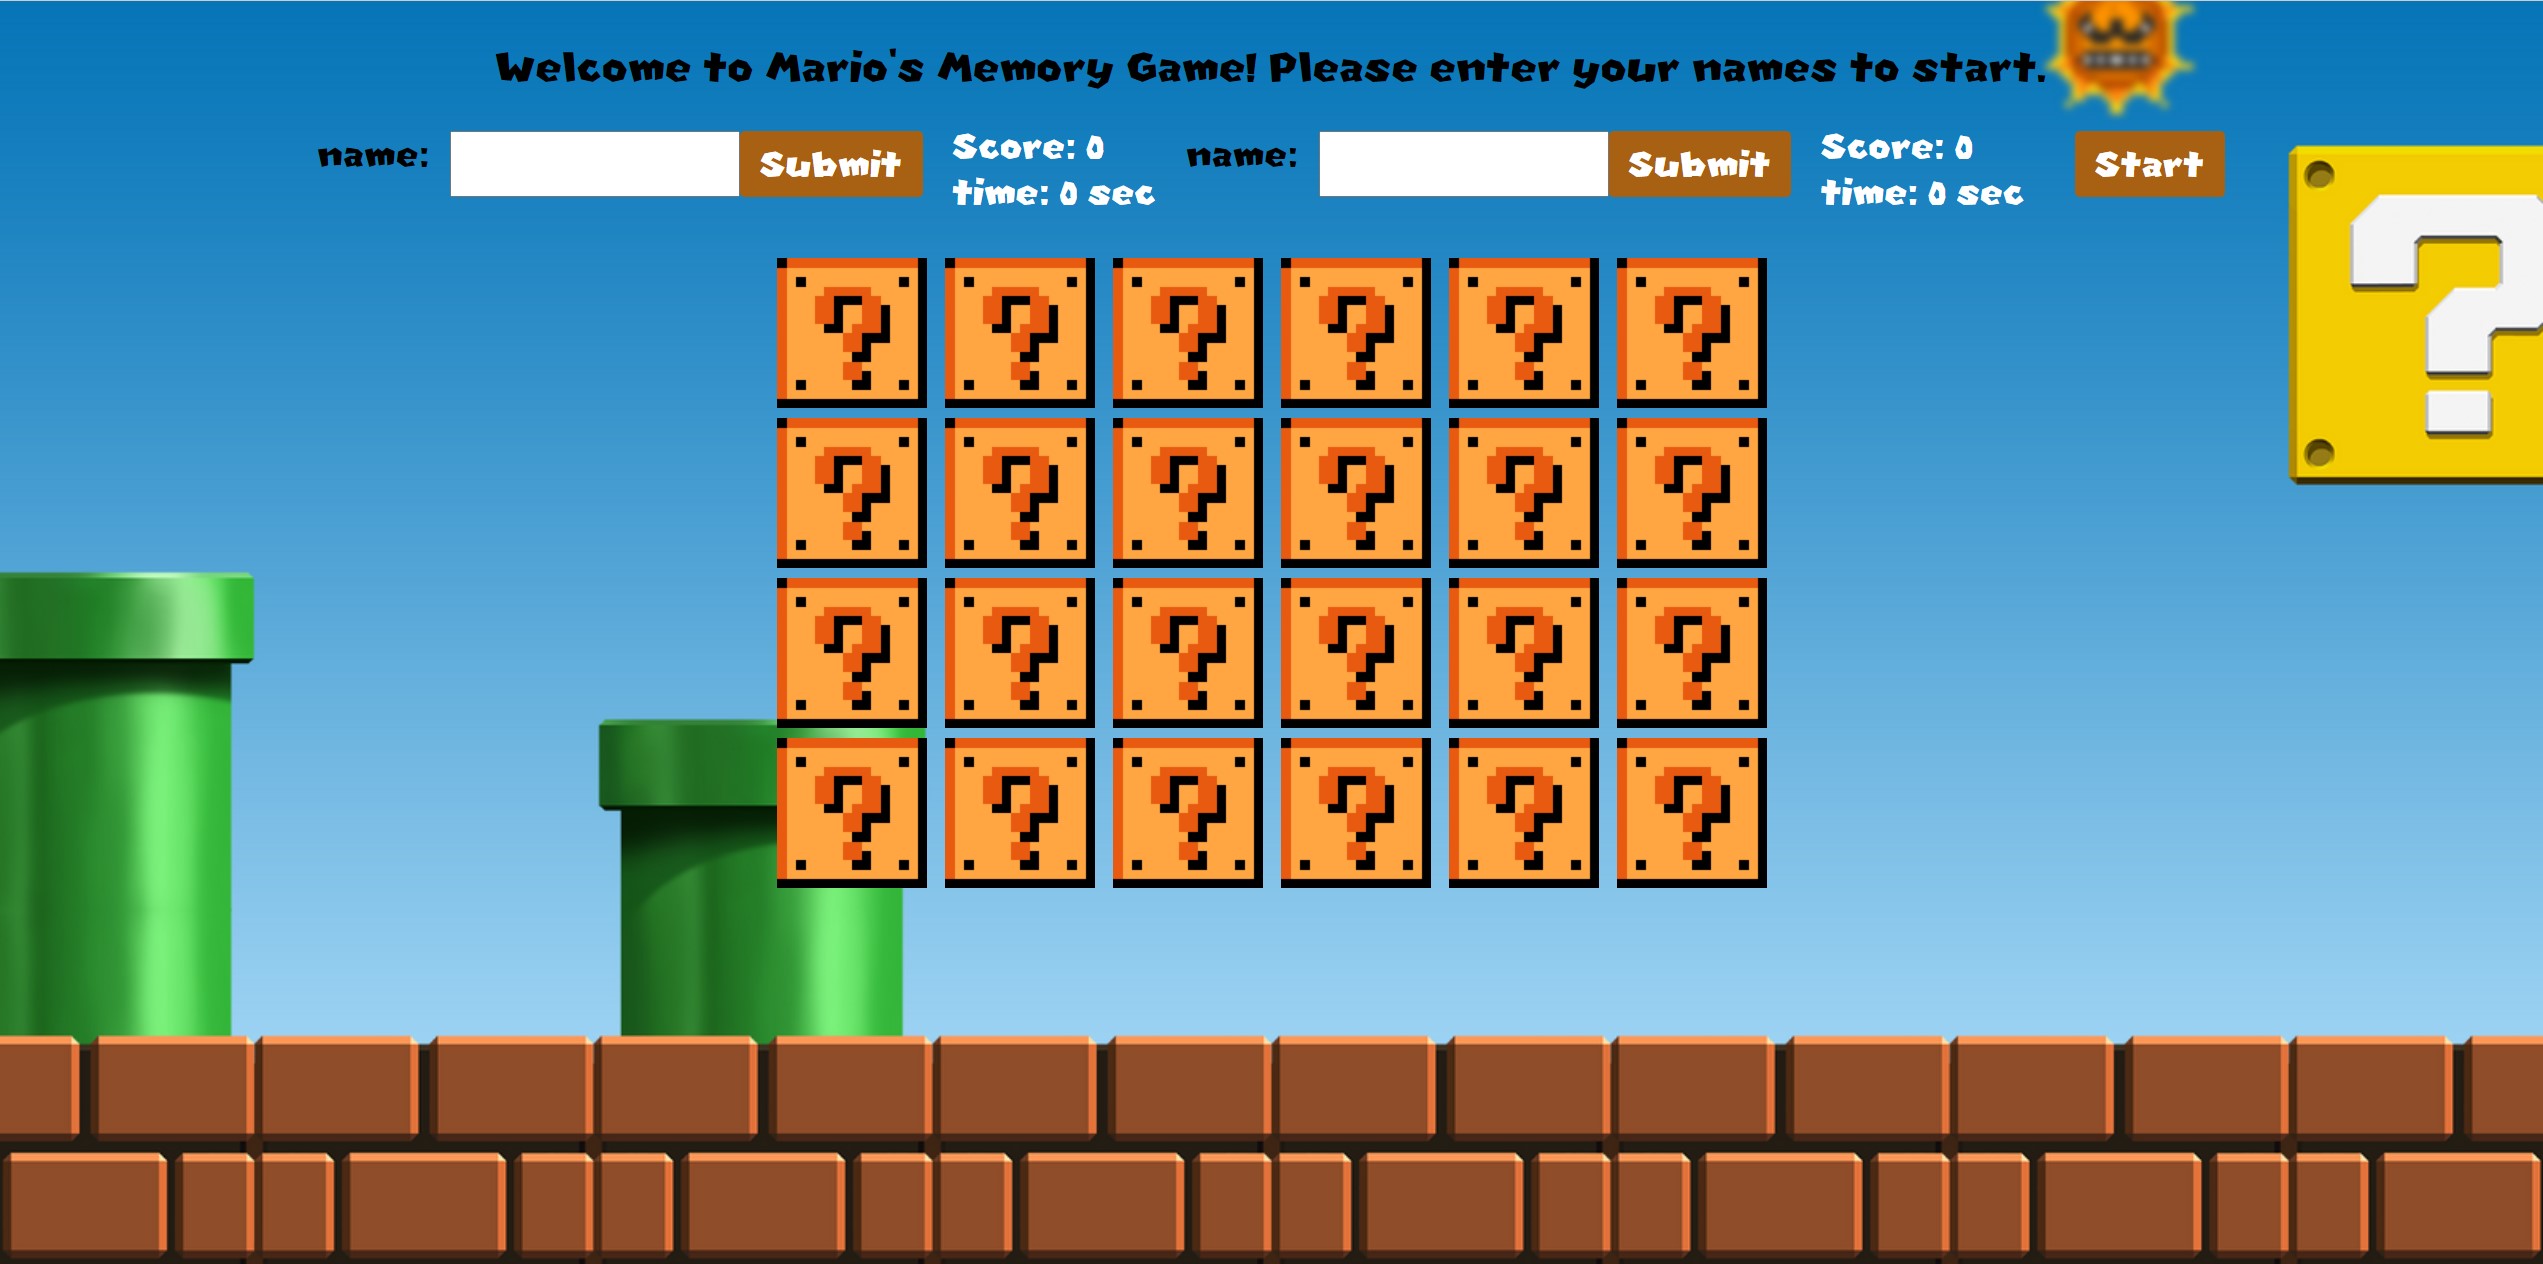 Welcome to Mario's Memory Game! Please enter your names to start.
name: Submit Score: 0 name: Submit Score: 0 Start
time: 0 sec time: 0 sec
? ? ? ? ? ? ?
? ? ? ? ? ?
? ? ? ? ? ?
? ? ? ? ? ?